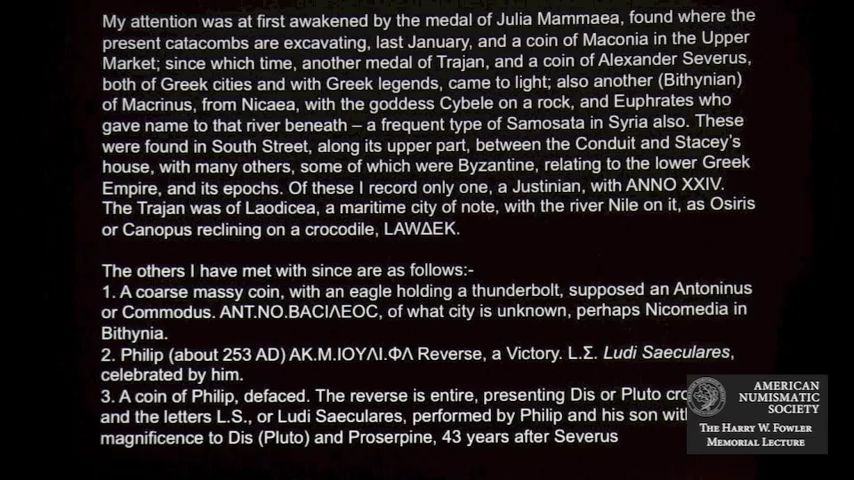 My attention was at first awakened by the medal of Julia Mammaea, found where the
present catacombs are excavating, last January, and a coin of Maconia in the Upper
Market; since which time, another medal of Trajan, and a coin of Alexander Severus,
both of Greek cities and with Greek legends, came to light; also another (Bithynian)
of Macrinus, from Nicaea, with the goddess Cybele on a rock, and Euphrates who
gave name to that river beneath – a frequent type of Samosata in Syria also. These
were found in South Street, along its upper part, between the Conduit and Stacey's
house, with many others, some of which were Byzantine, relating to the lower Greek
Empire, and its epochs. Of these I record only one, a Justinian, with ANNO XXIV.
The Trajan was of Laodicea, a maritime city of note, with the river Nile on it, as Osiris
or Canopus reclining on a crocodile, LAWΔEK.
The others I have met with since are as follows:-
1. A coarse massy coin, with an eagle holding a thunderbolt, supposed an Antoninus
or Commodus. ANT.NO.BACIΛEOC, of what city is unknown, perhaps Nicomedia in
Bithynia.
2. Philip (about 253 AD) AK.M.IOYΛI.ΦΛ Reverse, a Victory. L.Σ. Ludi Saeculares,
celebrated by him.
3. A coin of Philip, defaced. The reverse is entire, presenting Dis or Pluto
and the letters L.S., or Ludi Saeculares, performed by Philip and his son
magnificence to Dis (Pluto) and Proserpine, 43 years after Severus
AMERICAN
NUMISMATIC
SOCIETY
THE HARRY W. FOWLER
MEMORIAL LECTURE